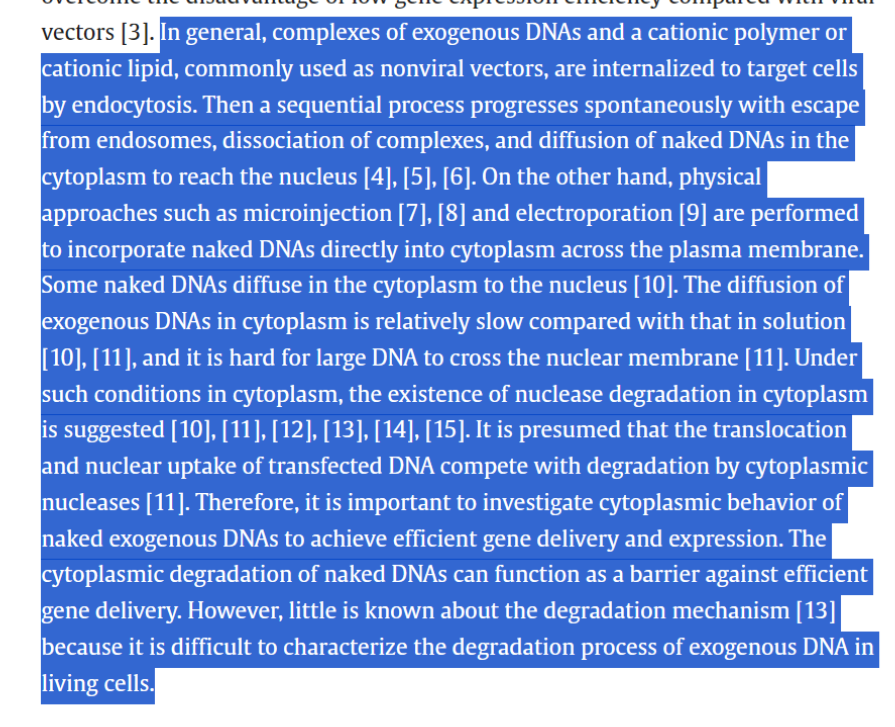 overcome the disadvantage of low gene expression efficiency compared with viral
vectors [3]. In general, complexes of exogenous DNAs and a cationic polymer or
cationic lipid, commonly used as nonviral vectors, are internalized to target cells
by endocytosis. Then a sequential process progresses spontaneously with escape
from endosomes, dissociation of complexes, and diffusion of naked DNAs in the
cytoplasm to reach the nucleus [4], [5], [6]. On the other hand, physical
approaches such as microinjection [7], [8] and electroporation [9] are performed
to incorporate naked DNAs directly into cytoplasm across the plasma membrane.
Some naked DNAs diffuse in the cytoplasm to the nucleus [10]. The diffusion of
exogenous DNAs in cytoplasm is relatively slow compared with that in solution
[10], [11], and it is hard for large DNA to cross the nuclear membrane [11]. Under
such conditions in cytoplasm, the existence of nuclease degradation in cytoplasm
is suggested [10], [11], [12], [13], [14], [15]. It is presumed that the translocation
and nuclear uptake of transfected DNA compete with degradation by cytoplasmic
nucleases [11]. Therefore, it is important to investigate cytoplasmic behavior of
naked exogenous DNAs to achieve efficient gene delivery and expression. The
cytoplasmic degradation of naked DNAs can function as a barrier against efficient
gene delivery. However, little is known about the degradation mechanism [13]
because it is difficult to characterize the degradation process of exogenous DNA in
living cells.